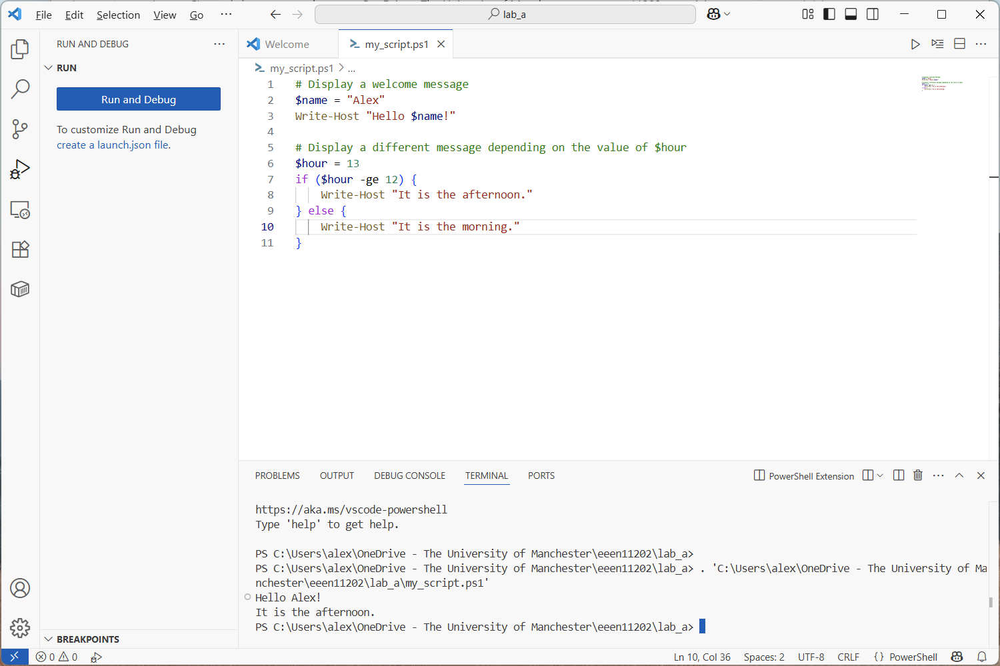 File Edit Selection View Go ··· lab_a
RUN AND DEBUG ···
RUN
Run and Debug
To customize Run and Debug
create a launch.json file.
Welcome my_script.ps1
my_script.ps1 > ...
1 # Display a welcome message
2 $name = "Alex"
3 Write-Host "Hello $name!"
4
5 # Display a different message depending on the value of $hour
6 $hour = 13
7 if ($hour -ge 12) {
8 Write-Host "It is the afternoon."
9 } else {
10 Write-Host "It is the morning."
11 }
PROBLEMS OUTPUT DEBUG CONSOLE TERMINAL PORTS PowerShell Extension
https://aka.ms/vscode-powershell
Type 'help' to get help.
PS C:\Users\alex\OneDrive - The University of Manchester\eeen11202\lab_a>
PS C:\Users\alex\OneDrive - The University of Manchester\eeen11202\lab_a> . 'C:\Users\alex\OneDrive - The University of Ma
nchester\eeen11202\lab_a\my_script.ps1'
Hello Alex!
It is the afternoon.
PS C:\Users\alex\OneDrive - The University of Manchester\eeen11202\lab_a>
BREAKPOINTS
0 0 Ln 10, Col 36 Spaces: 2 UTF-8 CRLF {} PowerShell